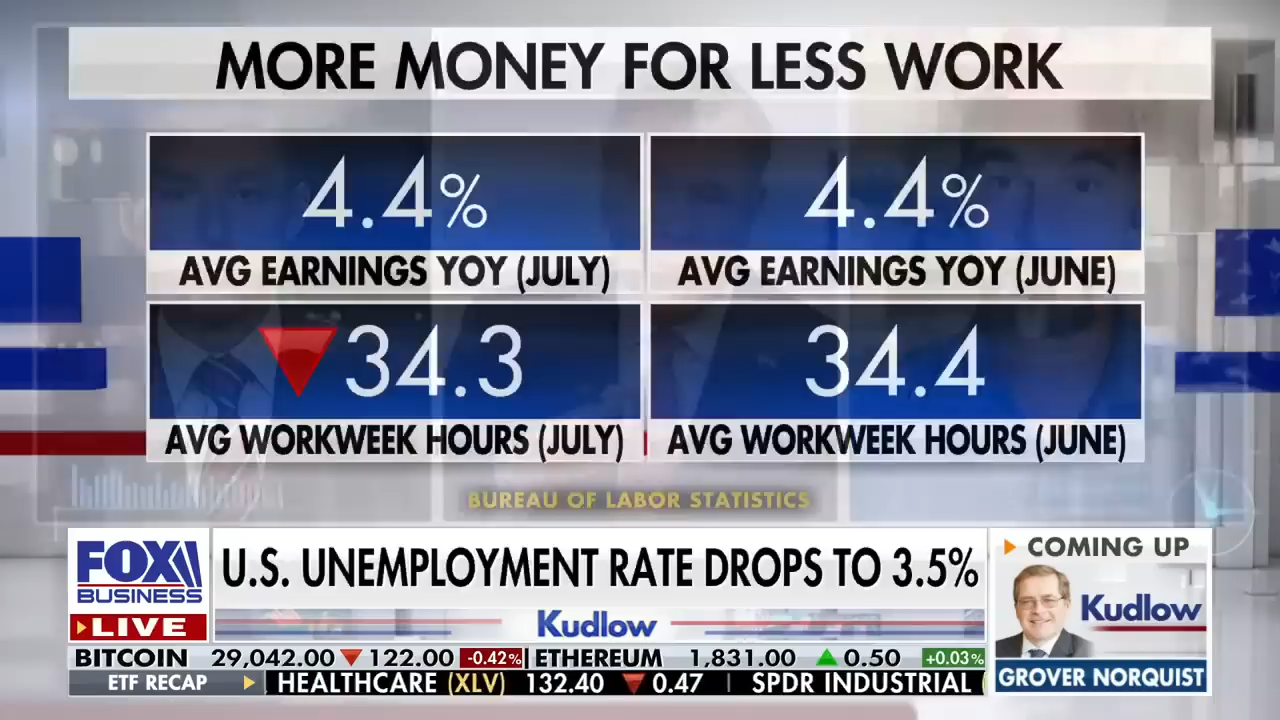 MORE MONEY FOR LESS WORK
4.4%
4.4%
AVG EARNINGS YOY (JULY)
AVG EARNINGS YOY (JUNE)
34.3
34.4
AVG WORKWEEK HOURS (JULY)
AVG WORKWEEK HOURS (JUNE)
BUREAU OF LABOR STATISTICS
FOX BUSINESS
LIVE
U.S. UNEMPLOYMENT RATE DROPS TO 3.5%
Kudlow
COMING UP
Kudlow
GROVER NORQUIST
BITCOIN 29,042.00 122.00 -0.42% ETHEREUM 1,831.00 0.50 +0.03%
ETF RECAP HEALTHCARE (XLV) 132.40 0.47 SPDR INDUSTRIAL (